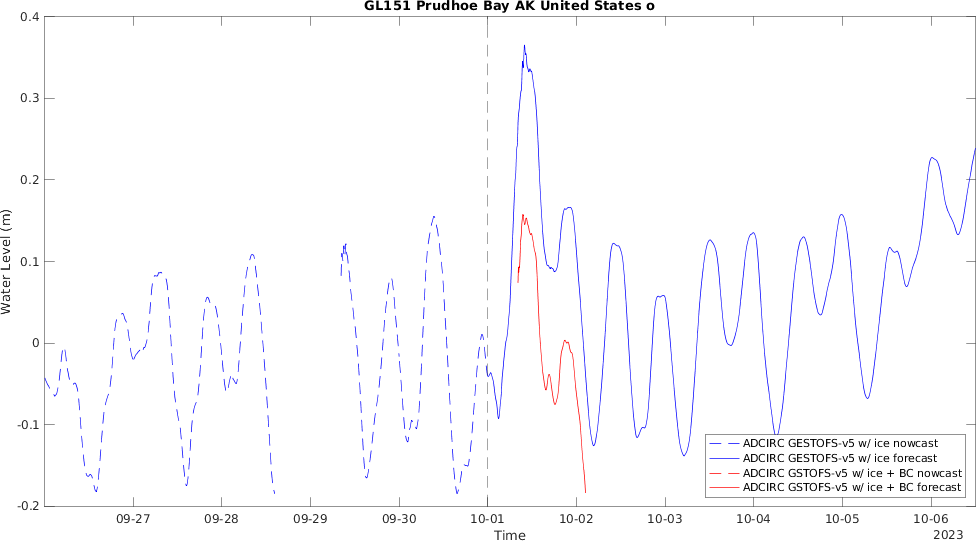 GL151 Prudhoe Bay AK United States o
0.4
0.3
0.2
0.1
0
-0.1
-0.2
Water Level (m)
09-27 09-28 09-29 09-30 10-01 10-02 10-03 10-04 10-05 10-06
Time
2023
ADCIRC GESTOFS-v5 w/ ice nowcast
ADCIRC GESTOFS-v5 w/ ice forecast
ADCIRC GSTOFS-v5 w/ ice + BC nowcast
ADCIRC GSTOFS-v5 w/ ice + BC forecast